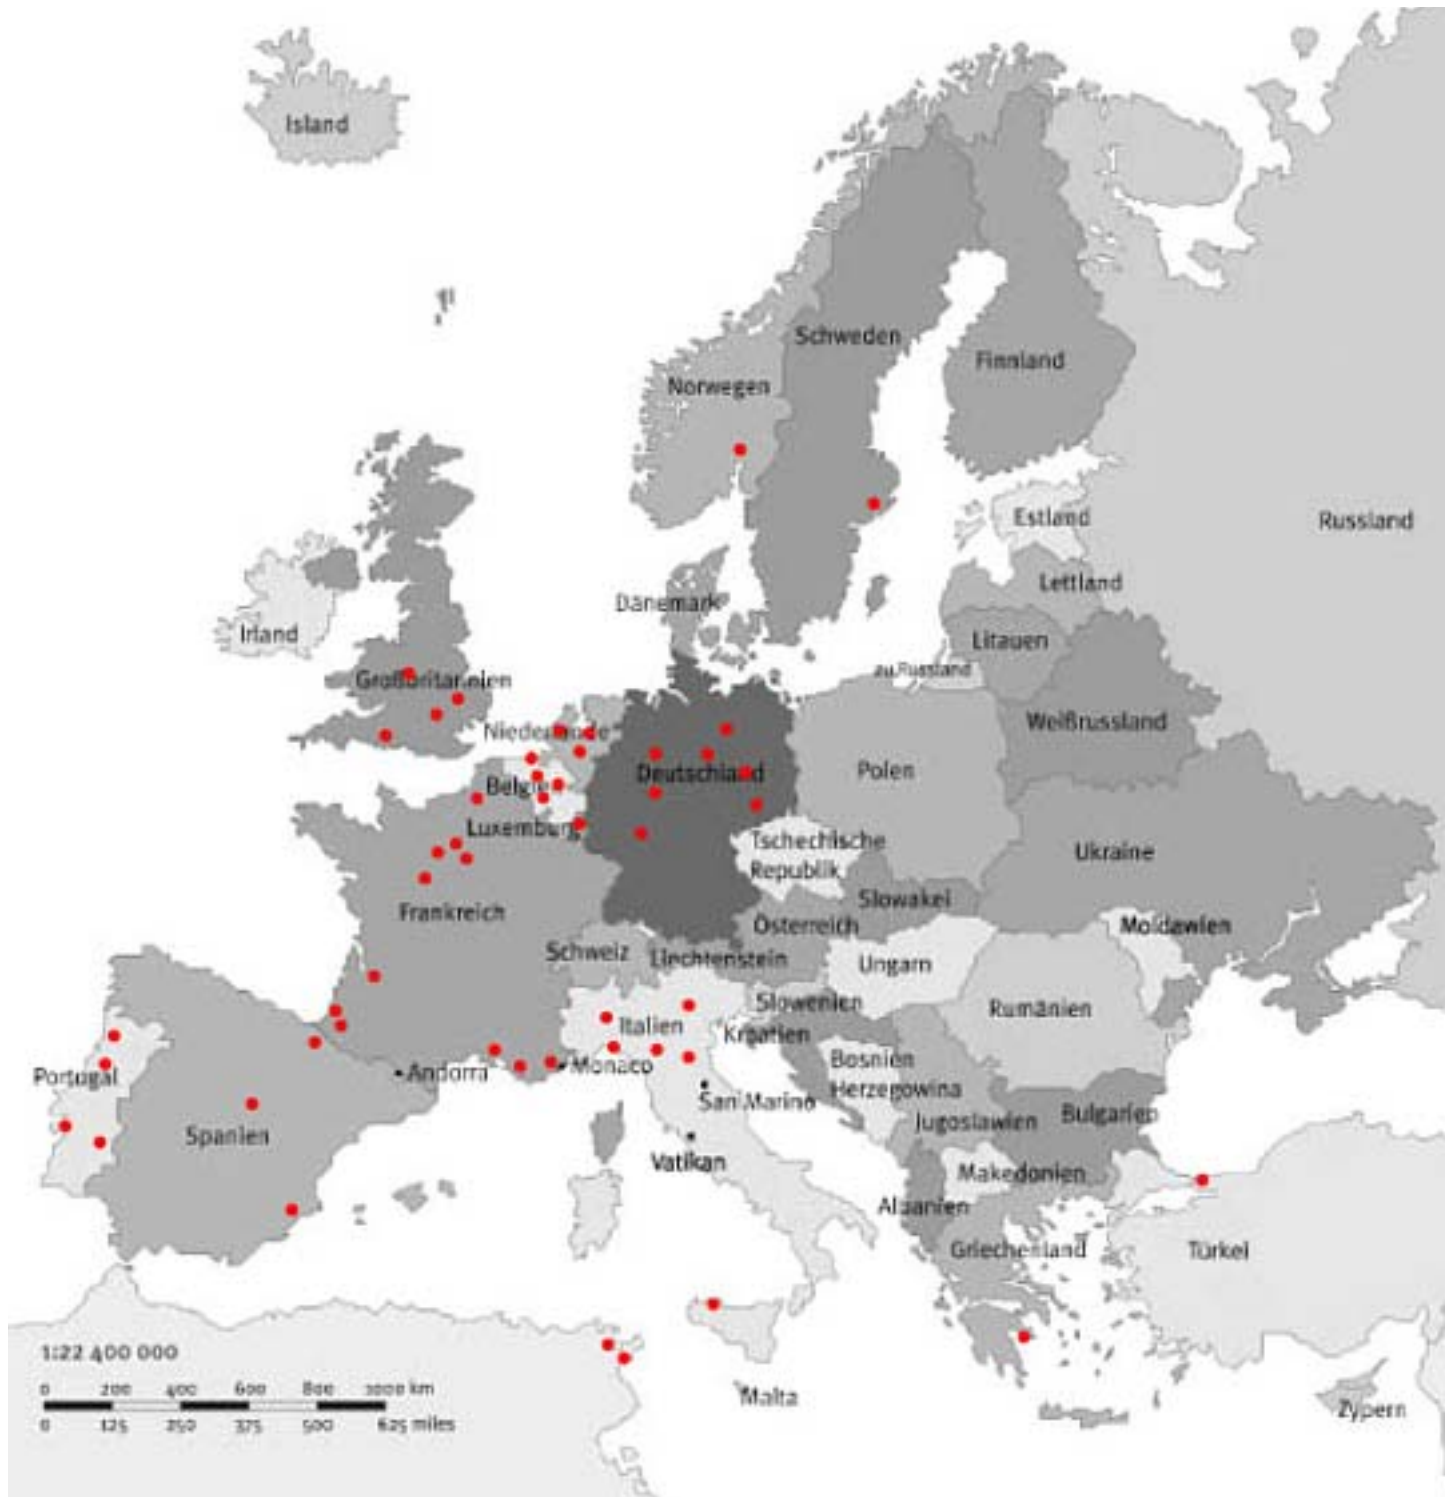 Island
Schweden
Norwegen
Finnland
Estland
Russland
Lettland
Dänemark
Irland
Litauen
zu Russland
Großbritannien
Weißrussland
Niederlande
Polen
Deutschland
Belgien
Luxemburg
Tschechische
Republik
Ukraine
Slowakei
Frankreich
Österreich
Moldawien
Schweiz
Liechtenstein
Ungarn
Slowenien
Rumänien
Italien
Kroatien
Bosnien
Herzegowina
Portugal
Andorra
Monaco
San Marino
Jugoslawien
Bulgarien
Spanien
Vatikan
Makedonien
Albanien
Griechenland
Türkei
1:22 400 000
0 200 400 600 800 1000 km
0 125 250 375 500 625 miles
Malta
Zypern